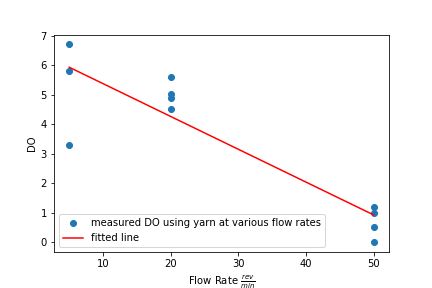 7
6
5
4
3
2
1
0
DO
measured DO using yarn at various flow rates
fitted line
10 20 30 40 50
Flow Rate rev/min